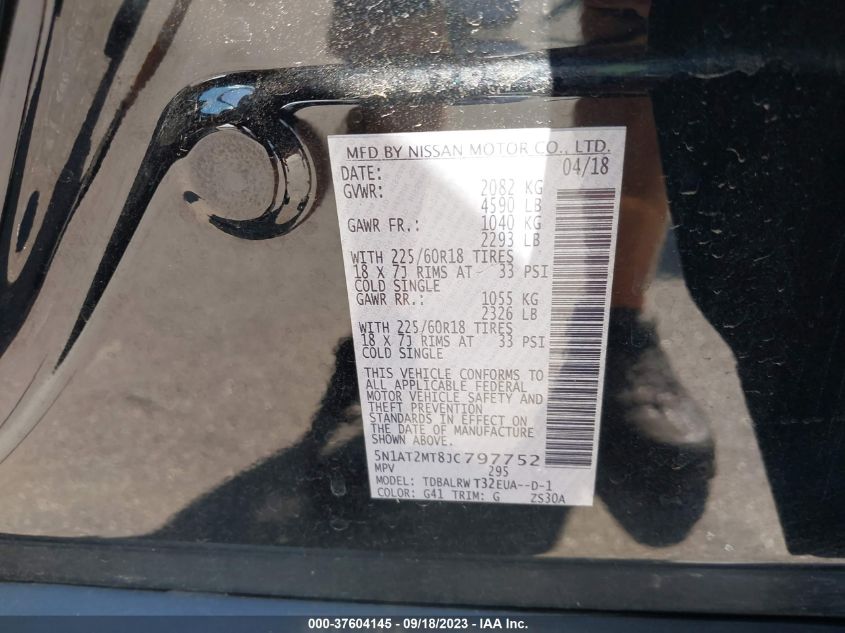 MFD BY NISSAN MOTOR CO., LTD.
DATE: 04/18
GVWR: 2082 KG
4590 LB
GAWR FR.: 1040 KG
2293 LB
WITH 225/60R18 TIRES
18 X 7J RIMS AT 33 PSI
COLD SINGLE
GAWR RR.: 1055 KG
2326 LB
WITH 225/60R18 TIRES
18 X 7J RIMS AT 33 PSI
COLD SINGLE
THIS VEHICLE CONFORMS TO
ALL APPLICABLE FEDERAL
MOTOR VEHICLE SAFETY AND
THEFT PREVENTION
STANDARDS IN EFFECT ON
THE DATE OF MANUFACTURE
SHOWN ABOVE.
5N1AT2MT8JC797752
MPV 295
MODEL: TDBALRW T32EUA--D-1
COLOR: G41 TRIM: G ZS30A
000-37604145 - 09/18/2023 - ITSE Inc.